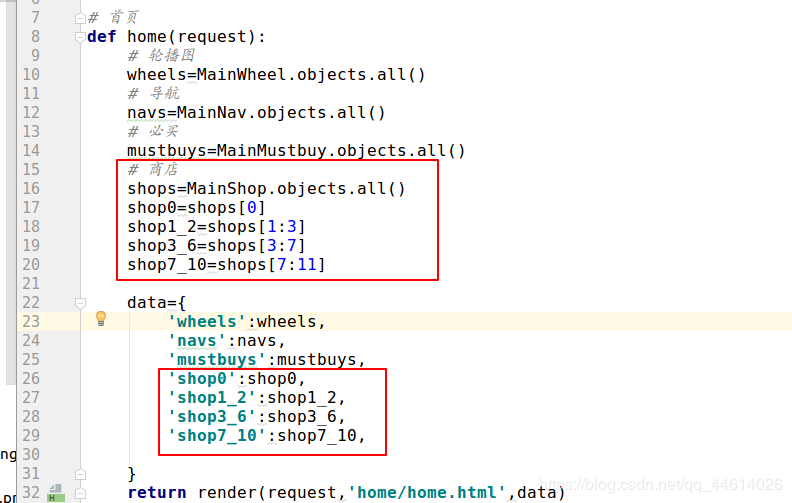 7 # 首页
8 def home(request):
9 # 轮播图
10 wheels=MainWheel.objects.all()
11 # 导航
12 navs=MainNav.objects.all()
13 # 必买
14 mustbuys=MainMustbuy.objects.all()
15 # 商店
16 shops=MainShop.objects.all()
17 shop0=shops[0]
18 shop1_2=shops[1:3]
19 shop3_6=shops[3:7]
20 shop7_10=shops[7:11]
21
22 data={
23 'wheels':wheels,
24 'navs':navs,
25 'mustbuys':mustbuys,
26 'shop0':shop0,
27 'shop1_2':shop1_2,
28 'shop3_6':shop3_6,
29 'shop7_10':shop7_10,
ng 30
31 }
.pn 32 H return render(request,'home/home.html',data)
https://blog.csdn.net/qq_44614026